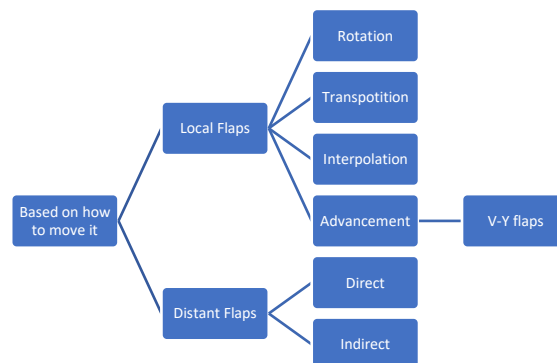 Rotation
Transpotition
Local Flaps
Interpolation
Based on how
to move it
Advancement
V-Y flaps
Direct
Distant Flaps
Indirect